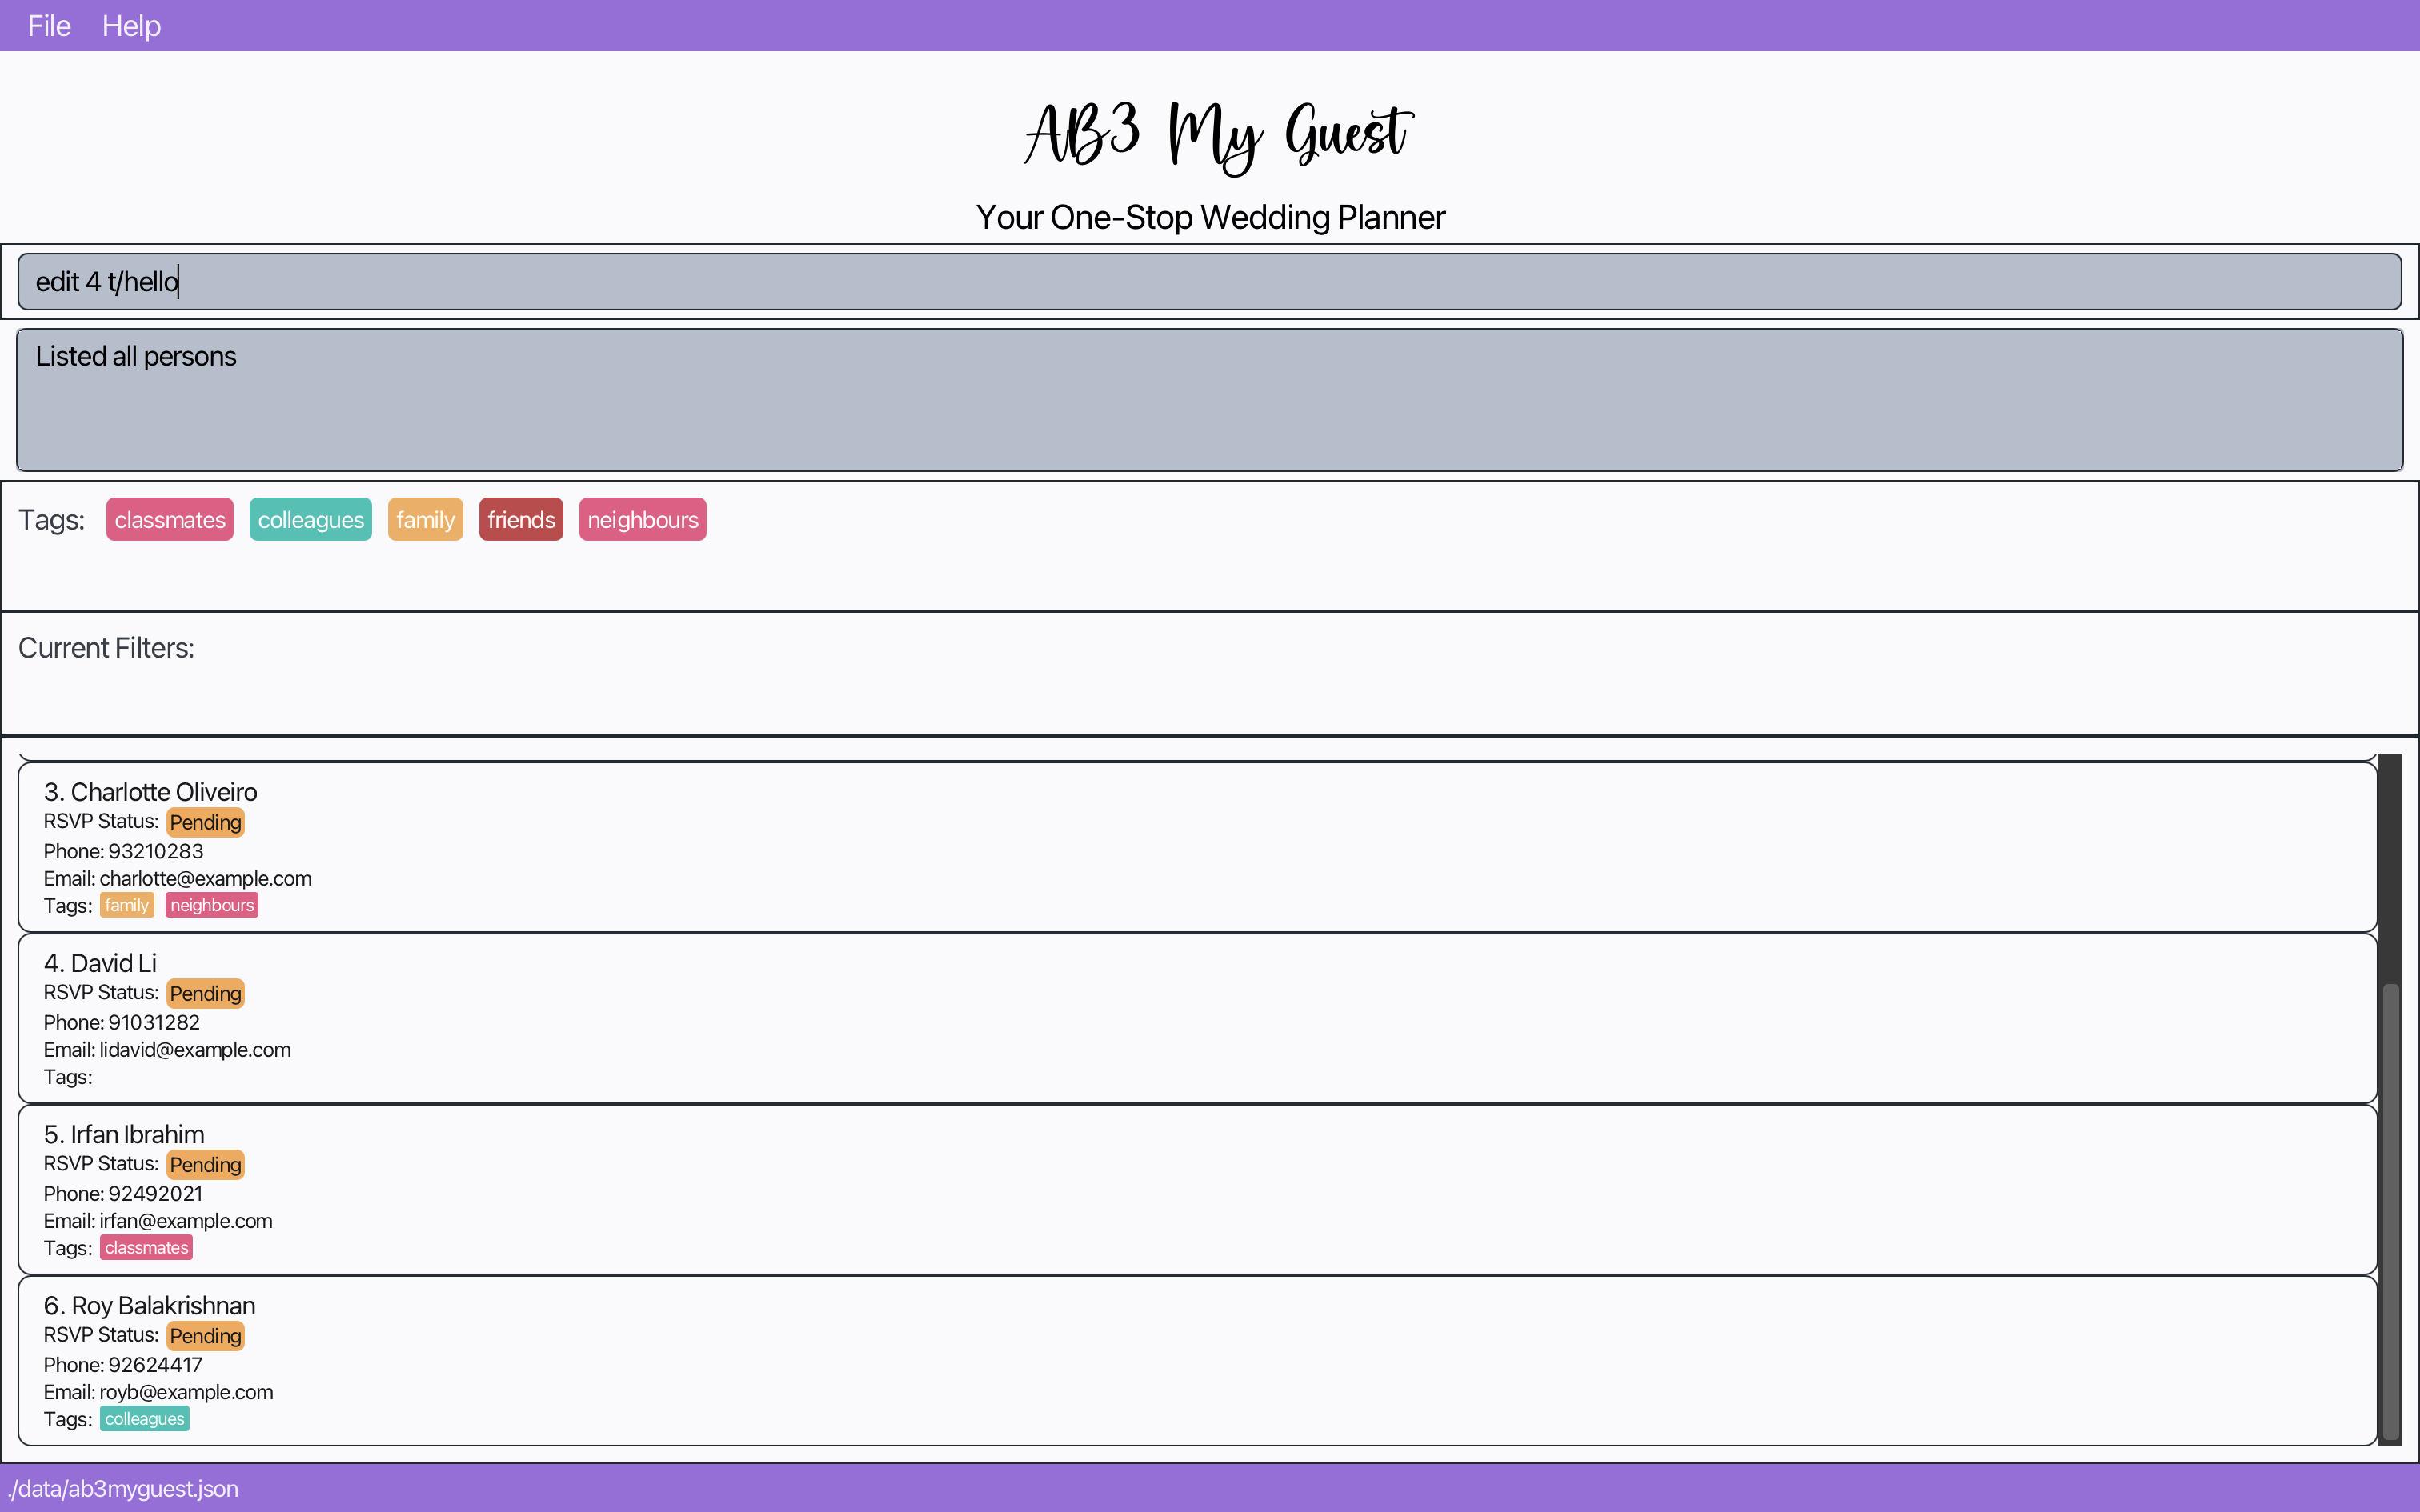 File Help
AB3 My Guest
Your One-Stop Wedding Planner
edit 4 t/hello
Listed all persons
Tags: classmates colleagues family friends neighbours
Current Filters:
3. Charlotte Oliveiro
RSVP Status: Pending
Phone: 93210283
Email: charlotte@example.com
Tags: family neighbours
4. David Li
RSVP Status: Pending
Phone: 91031282
Email: lidavid@example.com
Tags:
5. Irfan Ibrahim
RSVP Status: Pending
Phone: 92492021
Email: irfan@example.com
Tags: classmates
6. Roy Balakrishnan
RSVP Status: Pending
Phone: 92624417
Email: royb@example.com
Tags: colleagues
./data/ab3myguest.json